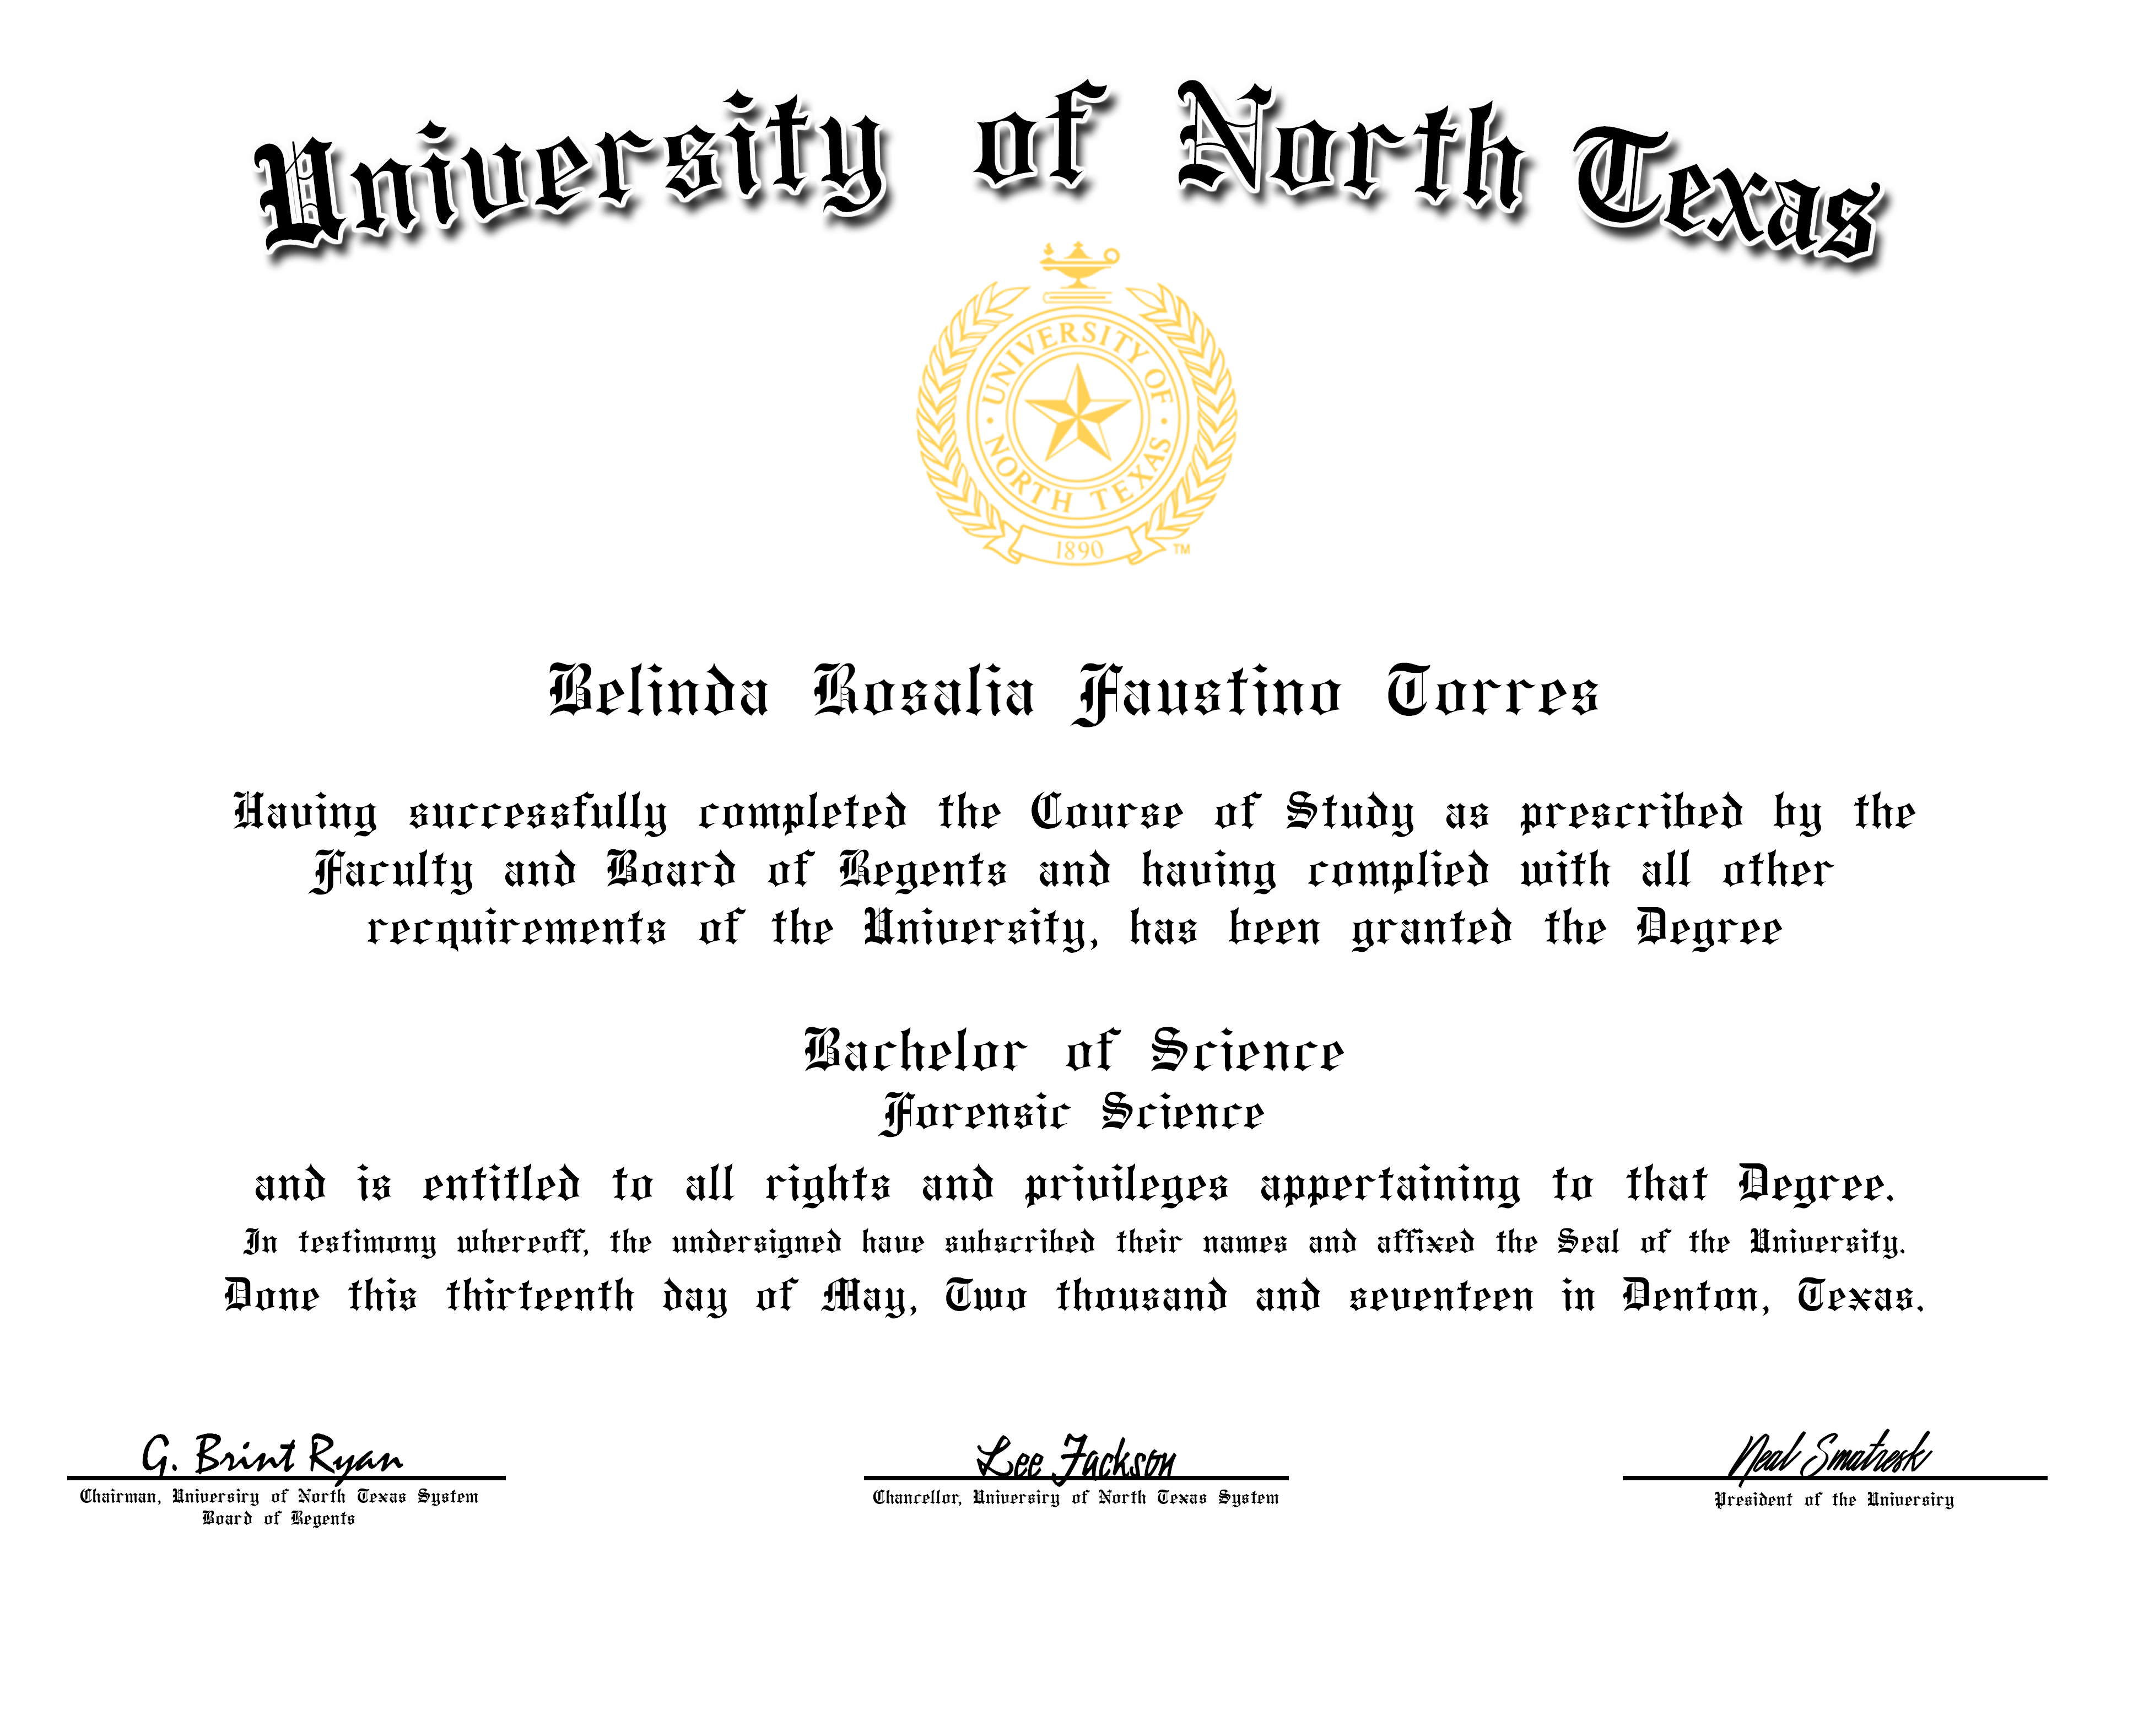 University of North Texas
UNIVERSITY OF
NORTH TEXAS
1890 TM
Belinda Rosalia Faustino Torres
Having successfully completed the Course of Study as prescribed by the
Faculty and Board of Regents and having complied with all other
recquirements of the University, has been granted the Degree
Bachelor of Science
Forensic Science
and is entitled to all rights and privileges appertaining to that Degree.
In testimony whereoff, the undersigned have subscribed their names and affixed the Seal of the University.
Done this thirteenth day of May, Two thousand and seventeen in Denton, Texas.
G. Brint Ryan
Lee Jackson
Neal Smatresk
Chairman, Universiry of North Texas System
Board of Regents
Chancellor, Universiry of North Texas System
President of the Universiry